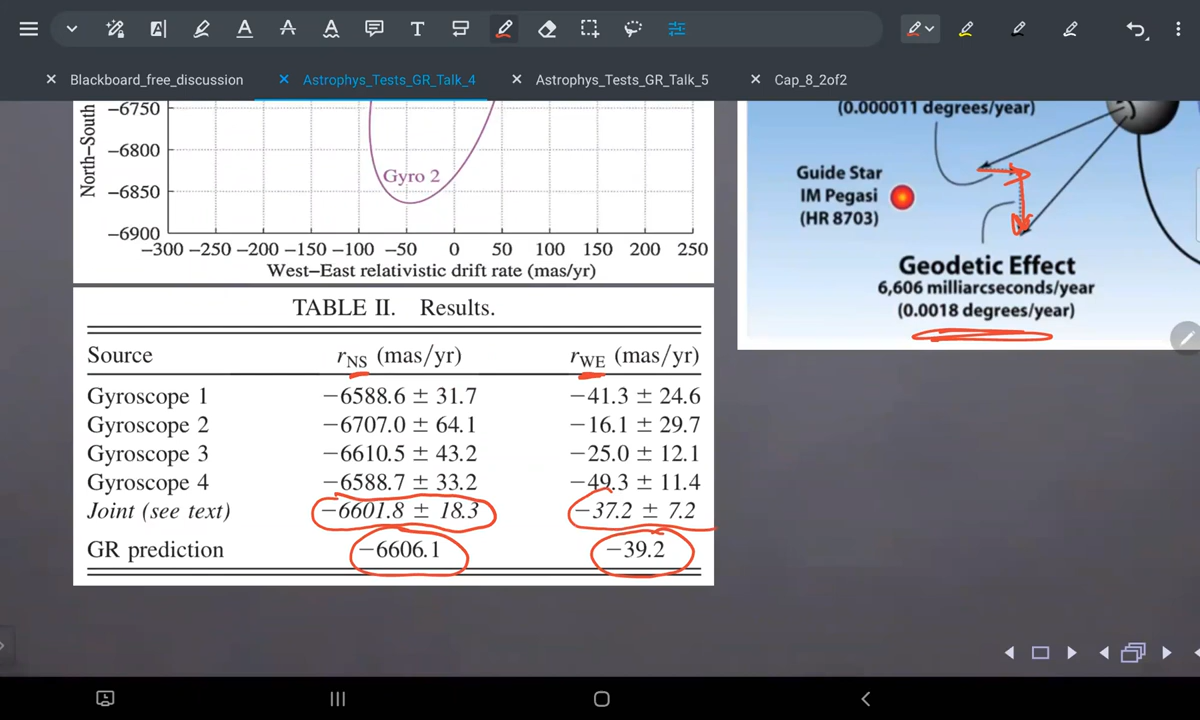 Blackboard_free_discussion
Astrophys_Tests_GR_Talk_4
Astrophys_Tests_GR_Talk_5
Cap_8_2of2
North−South
−6750
−6800
−6850
−6900
Gyro 2
−300 −250 −200 −150 −100 −50 0 50 100 150 200 250
West−East relativistic drift rate (mas/yr)
TABLE II. Results.
Source rNS (mas/yr) rWE (mas/yr)
Gyroscope 1 −6588.6 ± 31.7 −41.3 ± 24.6
Gyroscope 2 −6707.0 ± 64.1 −16.1 ± 29.7
Gyroscope 3 −6610.5 ± 43.2 −25.0 ± 12.1
Gyroscope 4 −6588.7 ± 33.2 −49.3 ± 11.4
Joint (see text) −6601.8 ± 18.3 −37.2 ± 7.2
GR prediction −6606.1 −39.2
(0.000011 degrees/year)
Guide Star
IM Pegasi
(HR 8703)
Geodetic Effect
6,606 milliarcseconds/year
(0.0018 degrees/year)